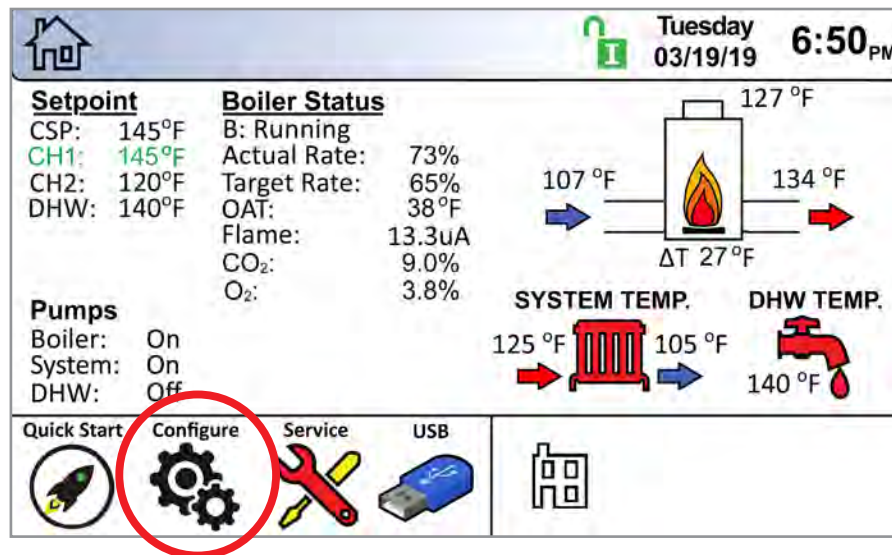 Tuesday
03/19/19
6:50 PM
I
Setpoint
CSP: 145°F
CH1: 145°F
CH2: 120°F
DHW: 140°F
Boiler Status
B: Running
Actual Rate: 73%
Target Rate: 65%
OAT: 38°F
Flame: 13.3uA
CO₂: 9.0%
O₂: 3.8%
127 °F
107 °F
134 °F
ΔT 27°F
Pumps
Boiler: On
System: On
DHW: Off
SYSTEM TEMP.
125 °F
105 °F
DHW TEMP.
140 °F
Quick Start
Configure
Service
USB